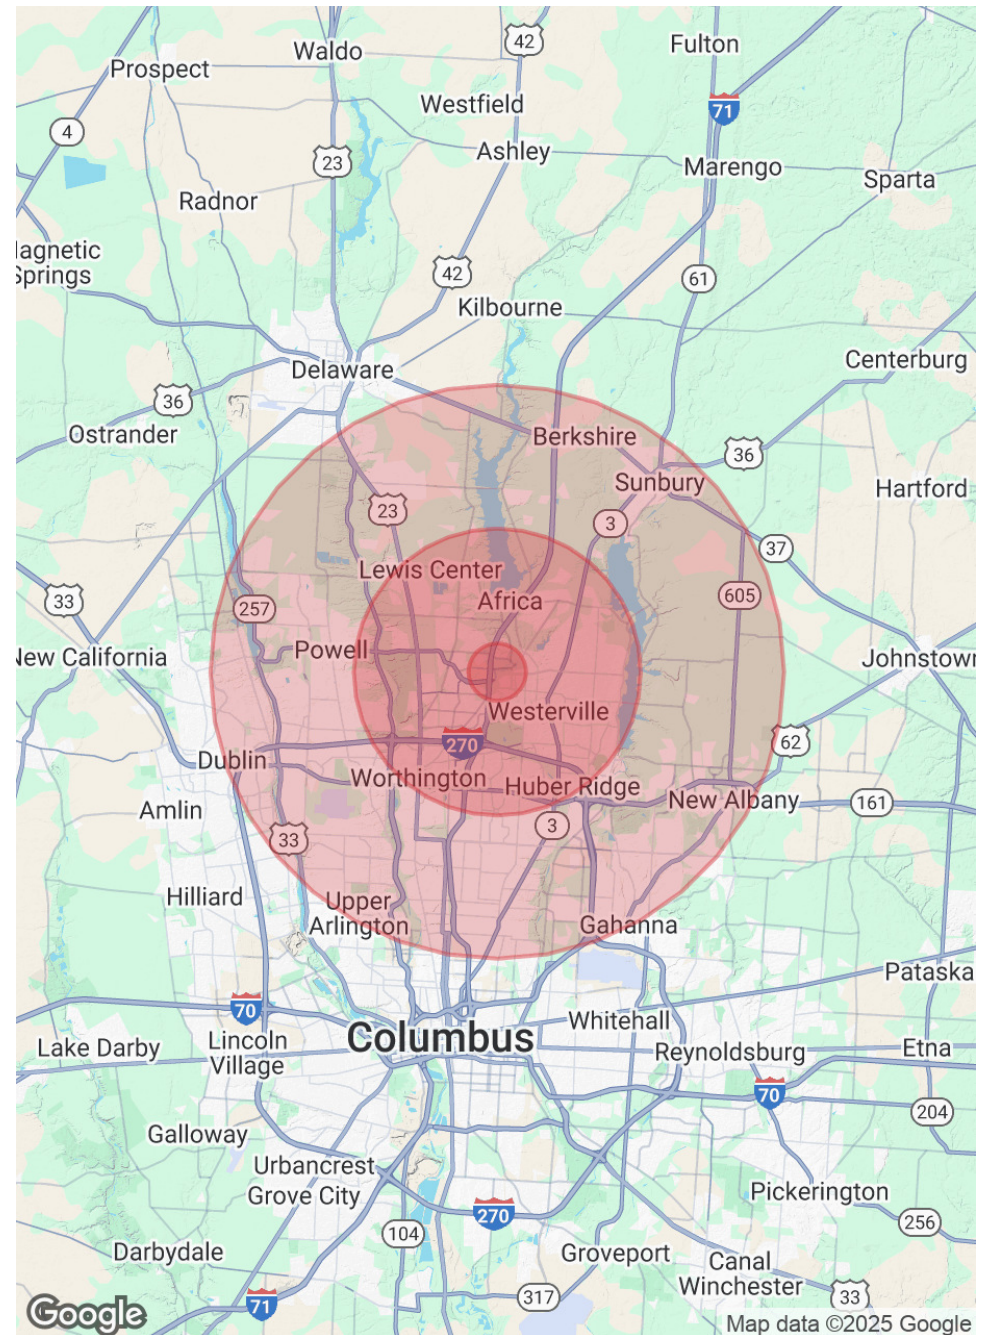 42
Waldo
Fulton
Prospect
71
Westfield
4
Ashley
23
Marengo
Sparta
Radnor
agnetic
Springs
42
61
Kilbourne
Centerburg
Delaware
36
Ostrander
Berkshire
36
Sunbury
Hartford
23
3
37
Lewis Center
33
257
Africa
605
Powell
New California
Johnstown
Westerville
270
62
Dublin
Worthington
Huber Ridge
New Albany
161
Amlin
3
33
Hilliard
Upper
Arlington
Gahanna
Pataska
70
Columbus
Whitehall
Lake Darby
Lincoln
Village
Reynoldsburg
Etna
70
204
Galloway
Urbancrest
Grove City
Pickerington
270
256
104
Darbydale
Groveport
Canal
Winchester
71
317
33
Google
Map data ©2025 Google